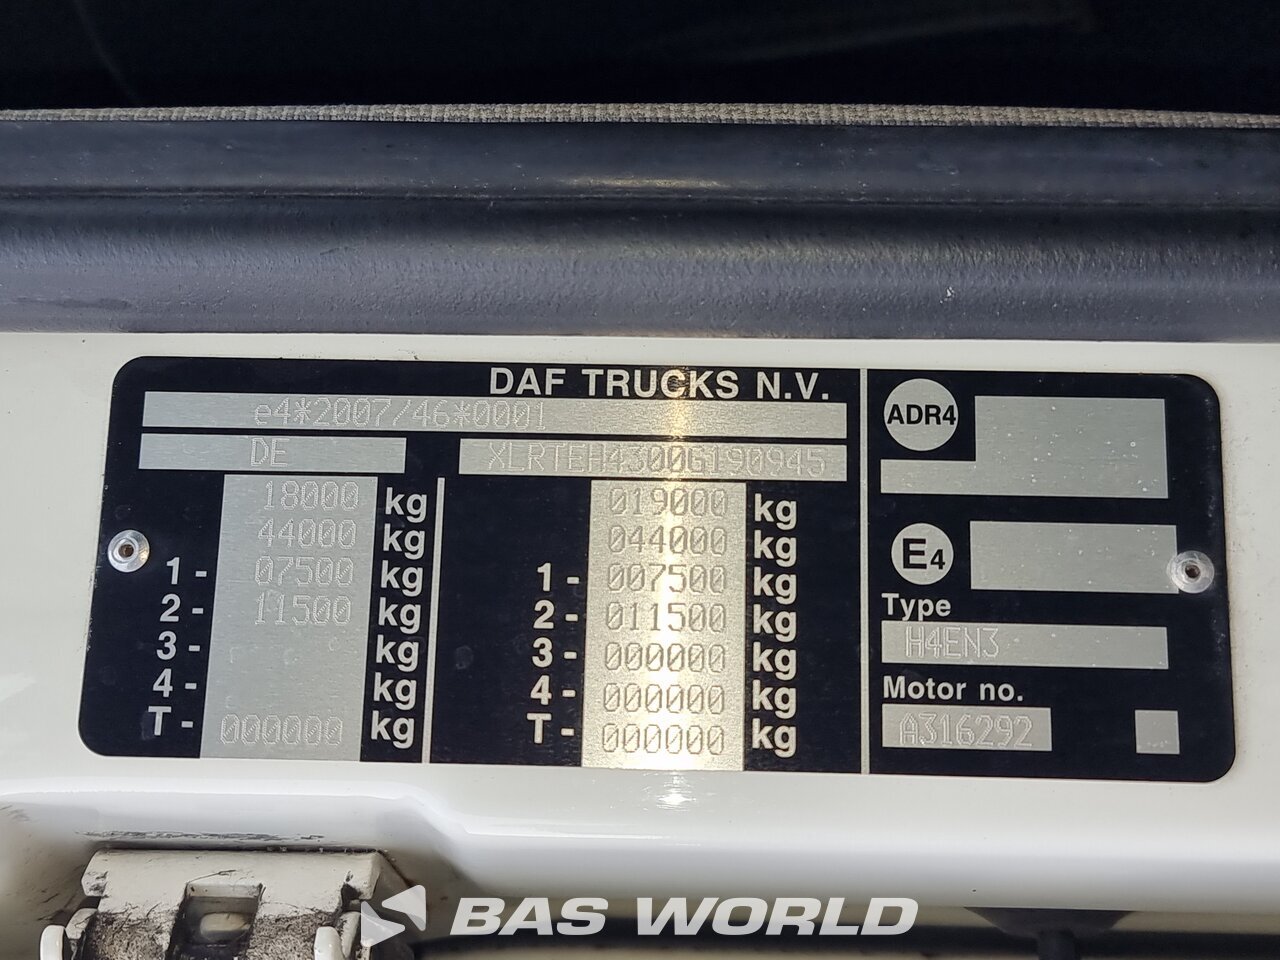 DAF TRUCKS N.V.
e4*2007/46*0001
DE
XLRTEH4300G190945
18000 kg
44000 kg
1- 07500 kg
2- 11500 kg
3- kg
4- kg
T- 000000 kg
019000 kg
044000 kg
1- 007500 kg
2- 011500 kg
3- 000000 kg
4- 000000 kg
T- 000000 kg
ADR4
E4
Type
H4EN3
Motor no.
A316292
BAS WORLD